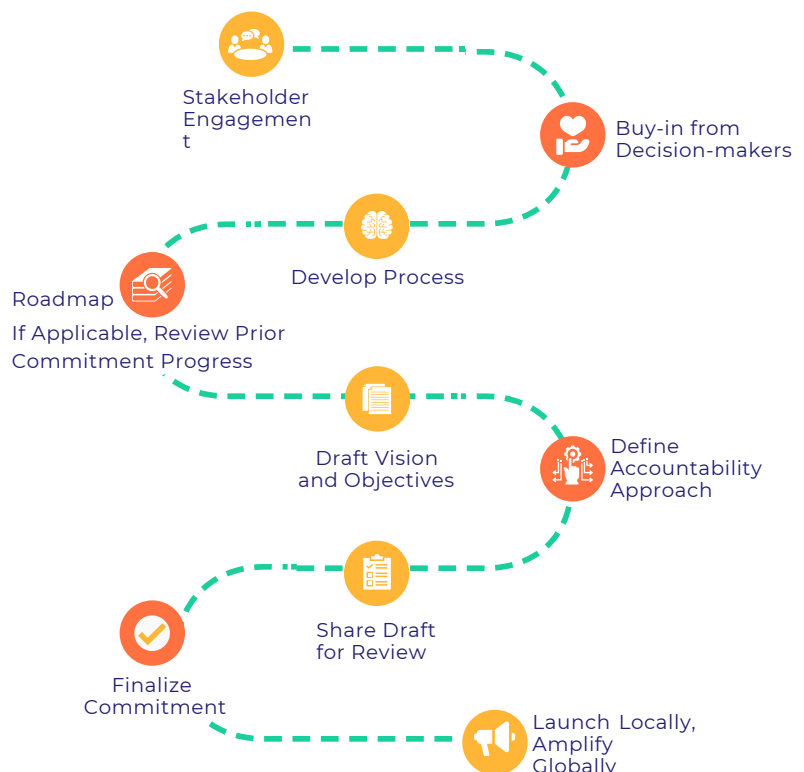 Stakeholder
Engagemen
t
Buy-in from
Decision-makers
Develop Process
Roadmap
If Applicable, Review Prior
Commitment Progress
Draft Vision
and Objectives
Define
Accountability
Approach
Share Draft
for Review
Finalize
Commitment
Launch Locally,
Amplify
Globally